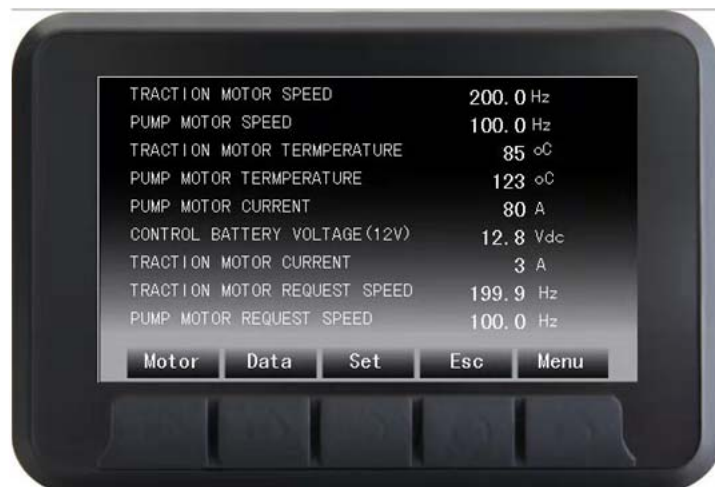 TRACTION MOTOR SPEED 200.0 Hz
PUMP MOTOR SPEED 100.0 Hz
TRACTION MOTOR TERMPERATURE 85 oC
PUMP MOTOR TERMPERATURE 123 oC
PUMP MOTOR CURRENT 80 A
CONTROL BATTERY VOLTAGE(12V) 12.8 Vdc
TRACTION MOTOR CURRENT 3 A
TRACTION MOTOR REQUEST SPEED 199.9 Hz
PUMP MOTOR REQUEST SPEED 100.0 Hz
Motor Data Set Esc Menu